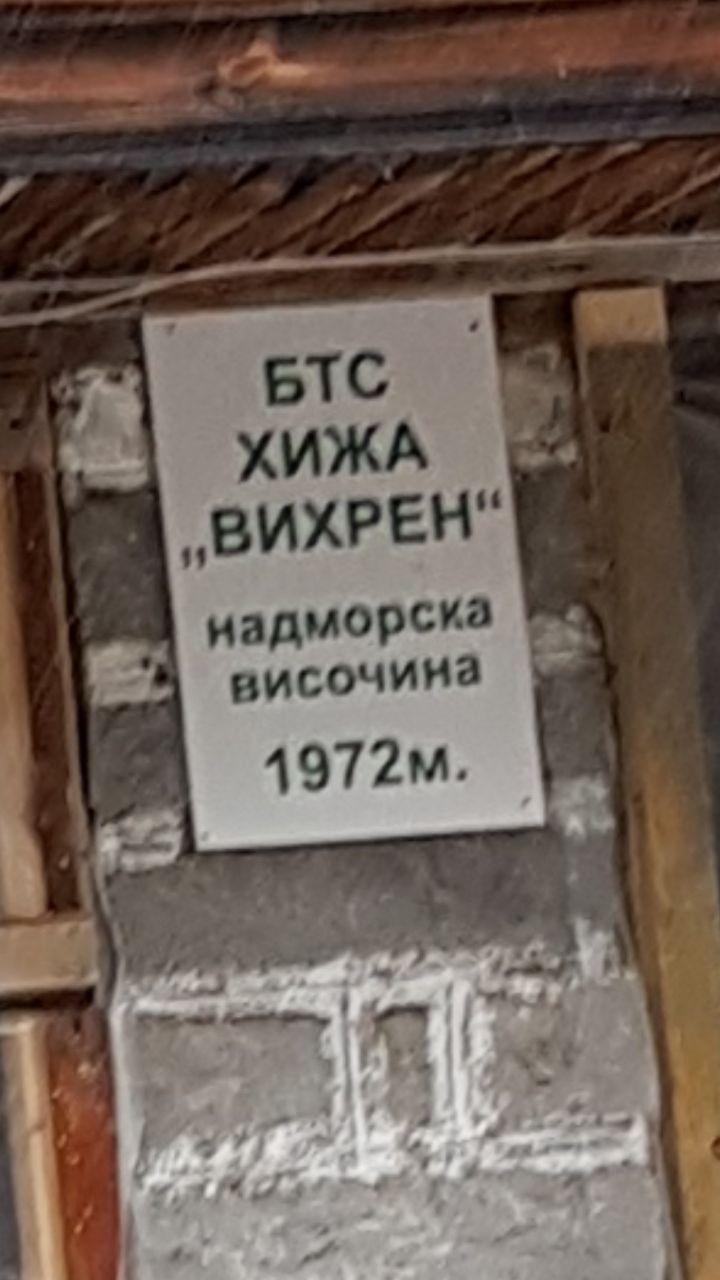 БТС
ХИЖА
„ВИХРЕН“
надморска
височина
1972м.